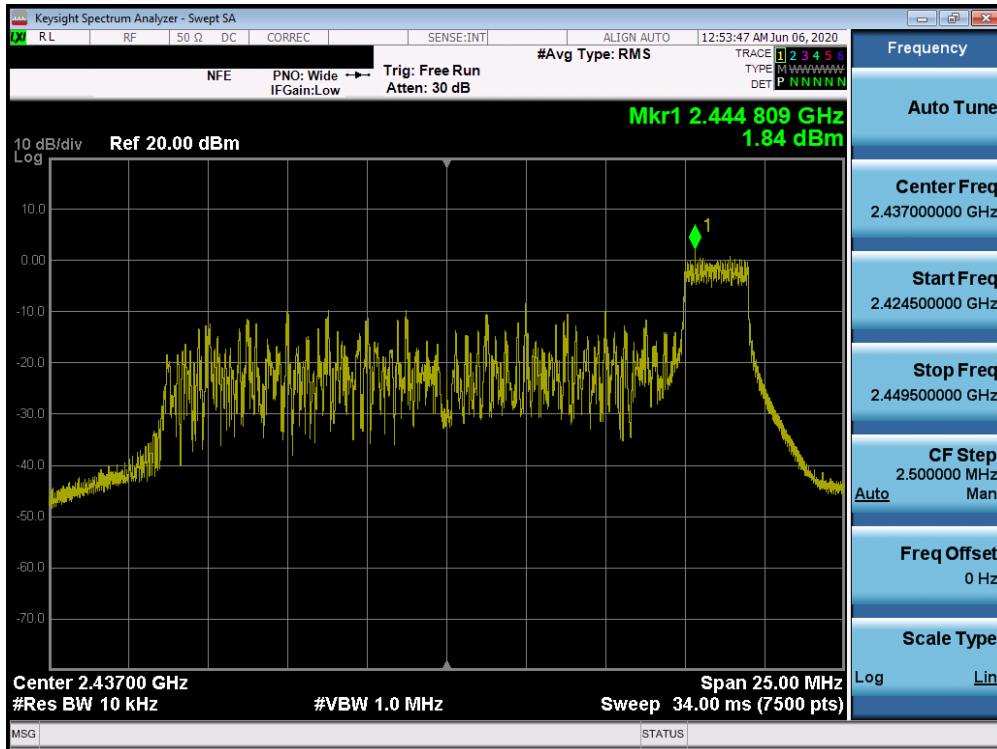 Keysight Spectrum Analyzer - Swept SA
LXI RL RF 50 Ω DC CORREC SENSE:INT ALIGN AUTO 12:53:47 AM Jun 06, 2020
#Avg Type: RMS
TRACE 1 2 3 4 5 6
TYPE M WWWWW
DET P N N N N N
NFE
PNO: Wide
IFGain:Low
Trig: Free Run
Atten: 30 dB
Mkr1 2.444 809 GHz
1.84 dBm
10 dB/div
Log
Ref 20.00 dBm
1
10.0
0.00
-10.0
-20.0
-30.0
-40.0
-50.0
-60.0
-70.0
Center 2.43700 GHz
Span 25.00 MHz
#Res BW 10 kHz
#VBW 1.0 MHz
Sweep 34.00 ms (7500 pts)
MSG
STATUS
Frequency
Auto Tune
Center Freq
2.437000000 GHz
Start Freq
2.424500000 GHz
Stop Freq
2.449500000 GHz
CF Step
2.500000 MHz
Auto Man
Freq Offset
0 Hz
Scale Type
Log Lin